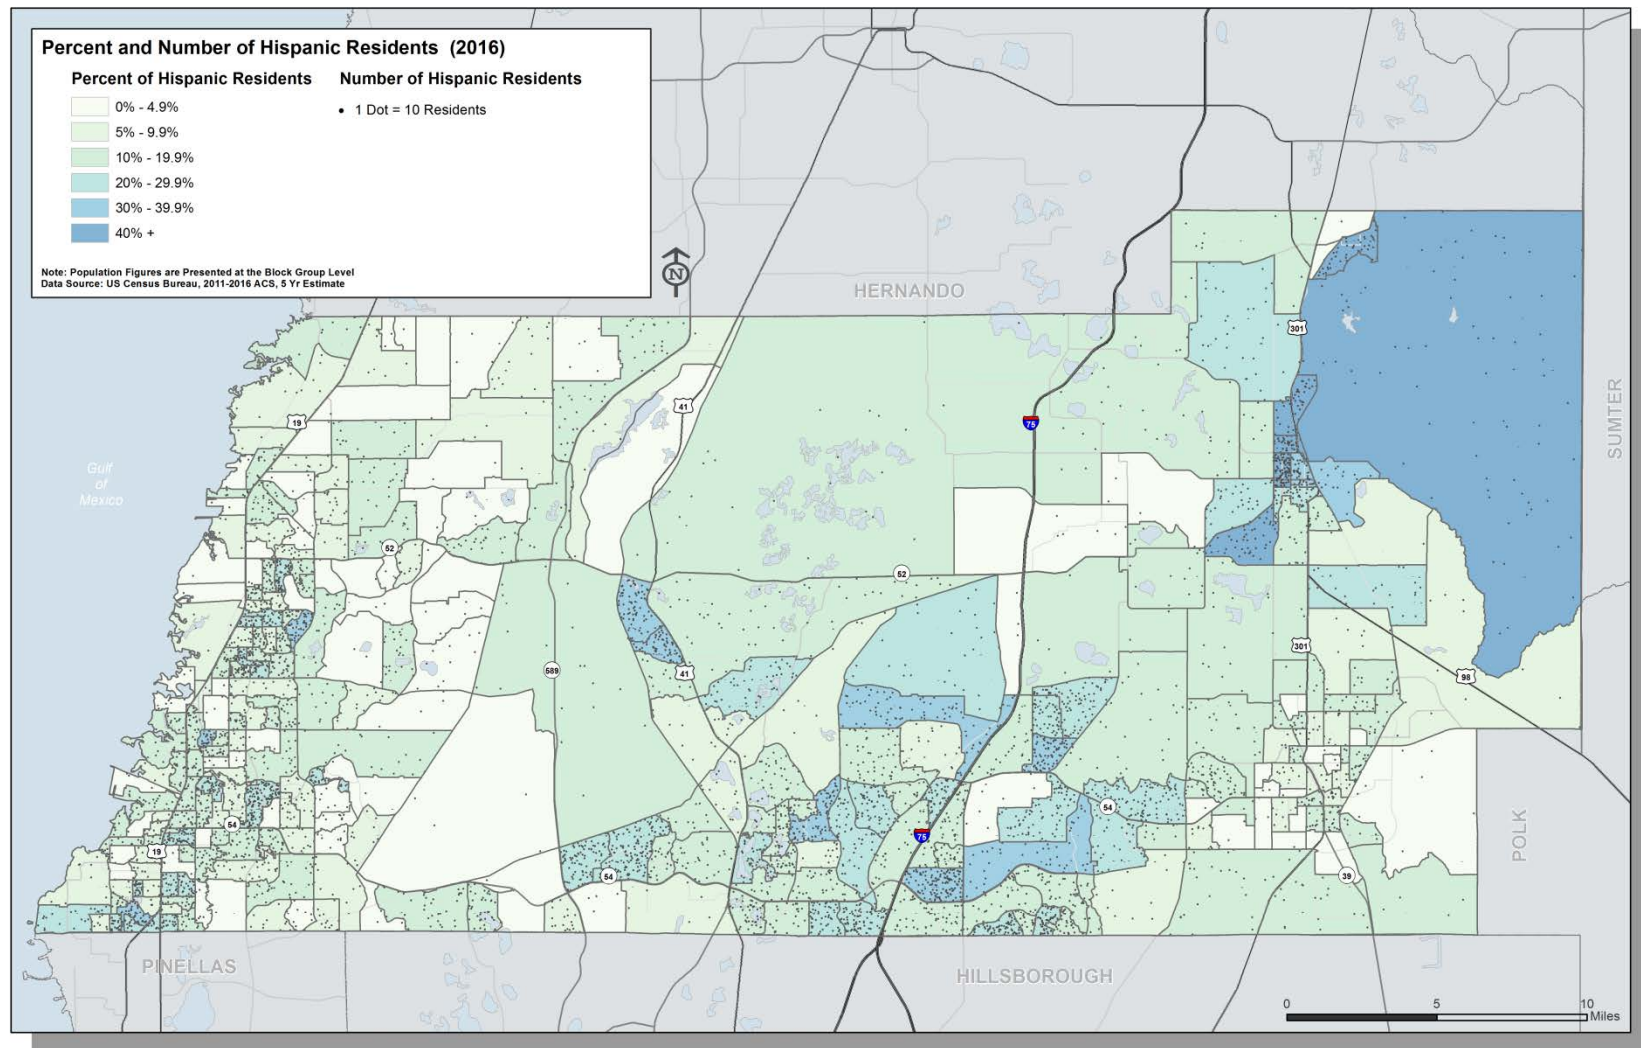 Percent and Number of Hispanic Residents (2016)
Percent of Hispanic Residents
Number of Hispanic Residents
0% - 4.9%
• 1 Dot = 10 Residents
5% - 9.9%
10% - 19.9%
20% - 29.9%
30% - 39.9%
40% +
Note: Population Figures are Presented at the Block Group Level
Data Source: US Census Bureau, 2011-2016 ACS, 5 Yr Estimate
N
HERNANDO
301
SUMTER
41
19
75
Gulf
of
Mexico
52
52
589
41
301
98
54
54
75
19
54
39
POLK
PINELLAS
HILLSBOROUGH
0 5 10
Miles